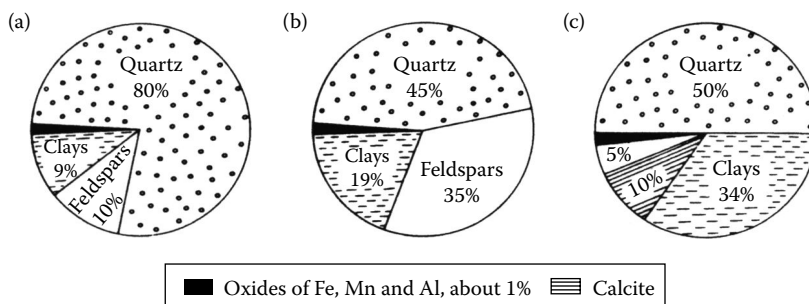 (a)
Quartz
80%
Clays
9%
Feldspars
10%
(b)
Quartz
45%
Clays
19%
Feldspars
35%
(c)
Quartz
50%
5%
10%
Clays
34%
Oxides of Fe, Mn and Al, about 1%
Calcite